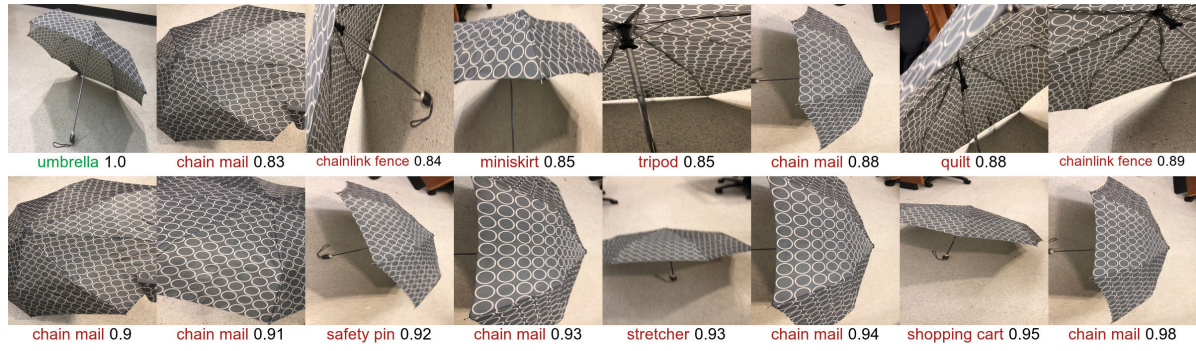 umbrella 1.0 chain mail 0.83 chainlink fence 0.84 miniskirt 0.85 tripod 0.85 chain mail 0.88 quilt 0.88 chainlink fence 0.89
chain mail 0.9 chain mail 0.91 safety pin 0.92 chain mail 0.93 stretcher 0.93 chain mail 0.94 shopping cart 0.95 chain mail 0.98